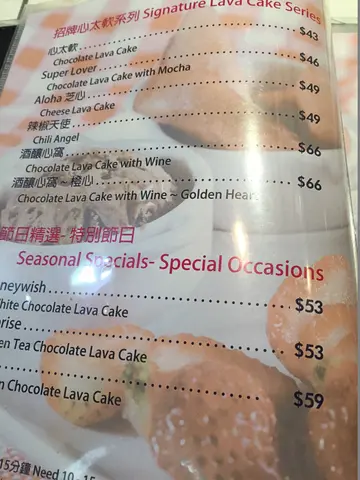 招牌心太軟系列 Signature Lava Cake Series
心太軟 $43
Chocolate Lava Cake
Super Lover $46
Chocolate Lava Cake with Mocha
Aloha 芝心 $49
Cheese Lava Cake
辣椒天使 $49
Chili Angel
酒釀心窩 $66
Chocolate Lava Cake with Wine
酒釀心窩 ~ 橙心 $66
Chocolate Lava Cake with Wine ~ Golden Heart
節日精選- 特別節日
Seasonal Specials- Special Occasions
neywish $53
hite Chocolate Lava Cake
rise $53
en Tea Chocolate Lava Cake
$59
n Chocolate Lava Cake
15分鐘 Need 10 - 15